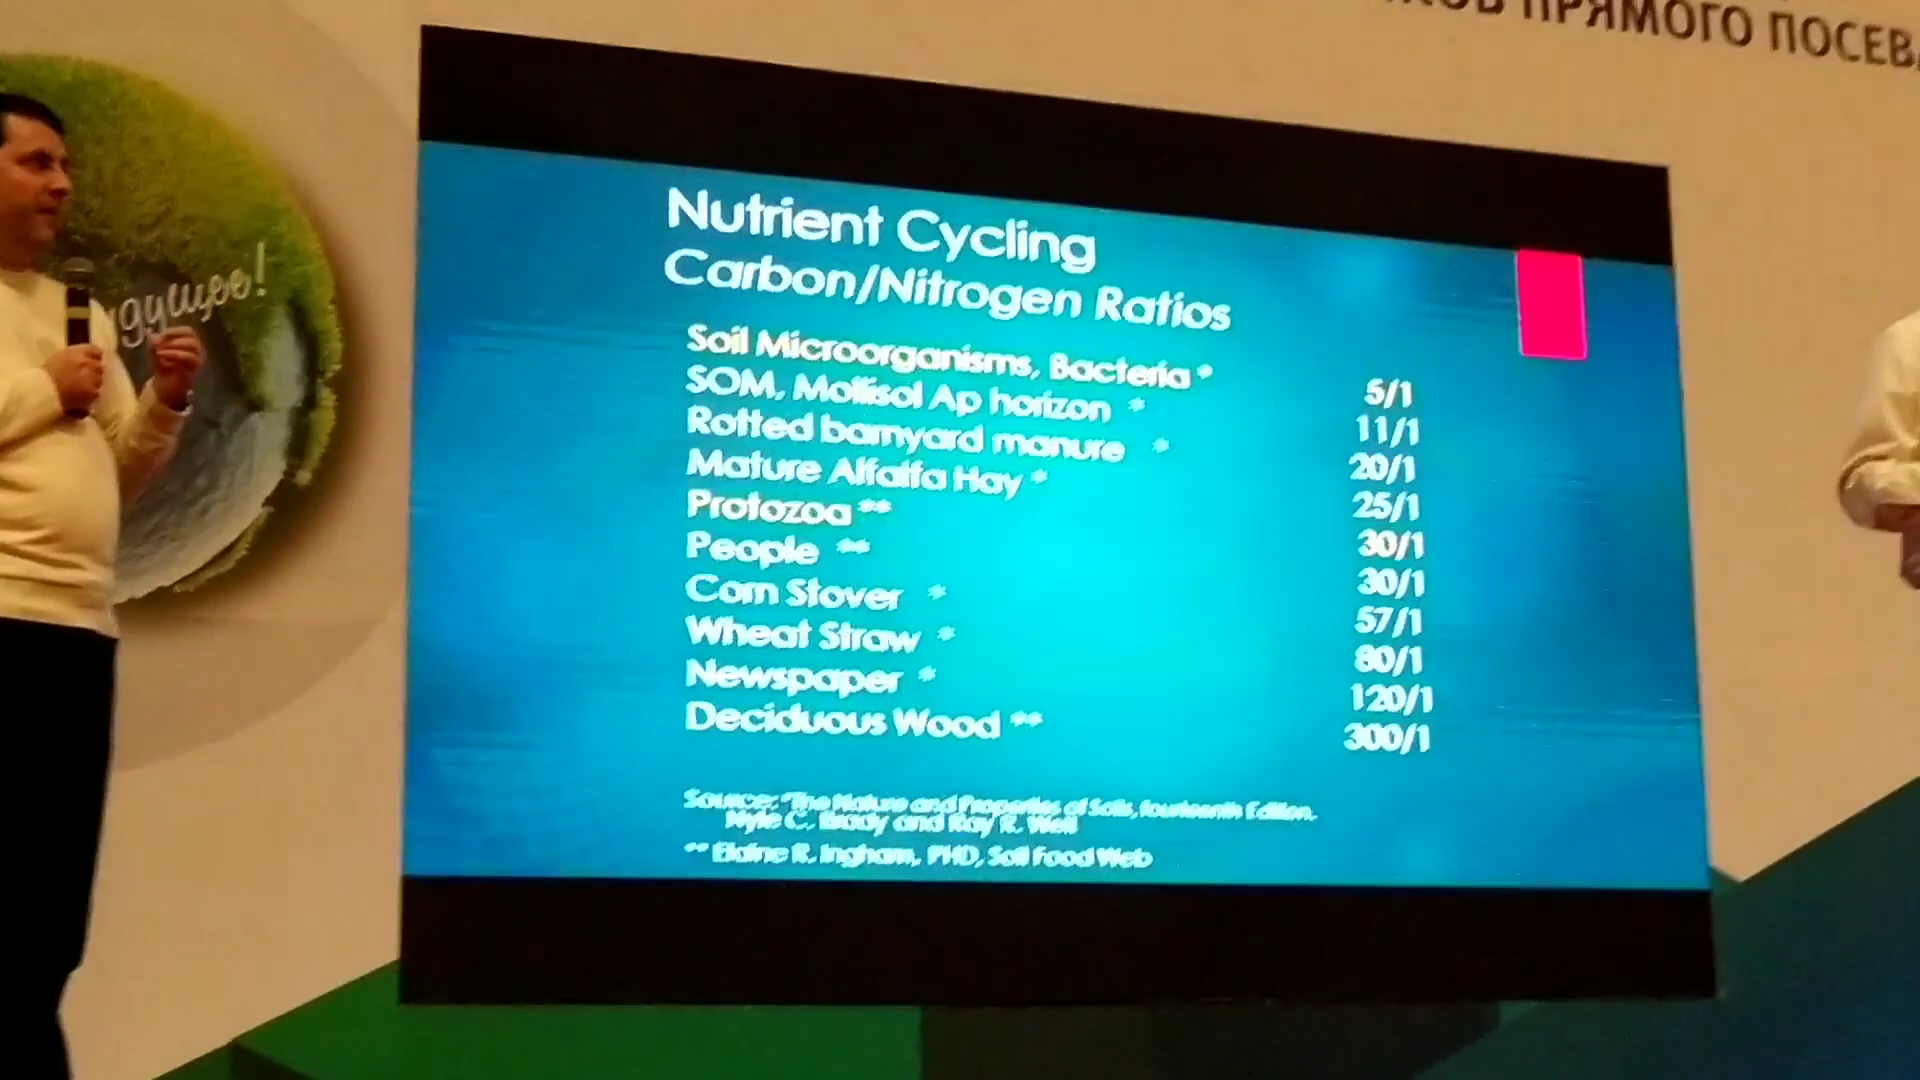 ПРЯМОГО ПОСЕВ
дущее!
Nutrient Cycling
Carbon/Nitrogen Ratios
Soil Microorganisms, Bacteria * 5/1
SOM, Mollisol Ap horizon * 11/1
Rotted barnyard manure * 20/1
Mature Alfalfa Hay * 25/1
Protozoa ** 30/1
People ** 30/1
Corn Stover * 57/1
Wheat Straw * 80/1
Newspaper * 120/1
Deciduous Wood ** 300/1
Source: *The Nature and Properties of Soils, fourteenth Edition,
Nyle C. Brady and Ray R. Weil
** Elaine R. Ingham, PHD, Soil Food Web